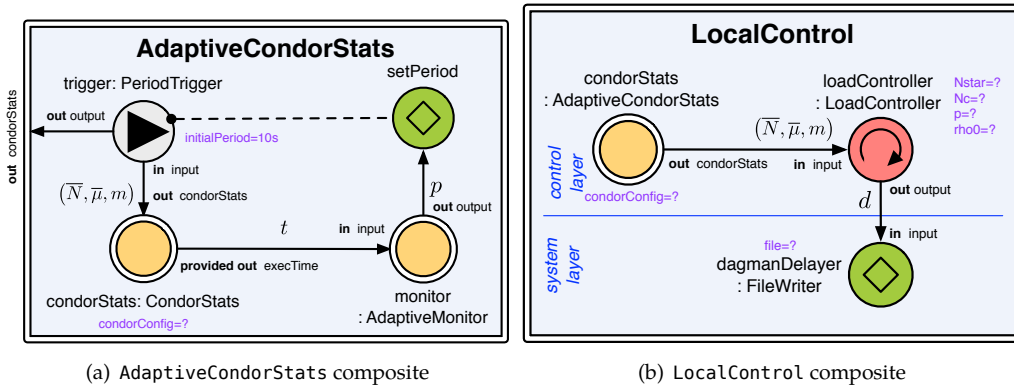 AdaptiveCondorStats
trigger: PeriodTrigger
setPeriod
out output
out condorStats
initialPeriod=10s
in input
(N̅, μ̅, m)
out condorStats
p
out output
t
in input
provided out execTime
condorStats: CondorStats
condorConfig=?
monitor
: AdaptiveMonitor
(a) AdaptiveCondorStats composite
LocalControl
condorStats
: AdaptiveCondorStats
loadController
: LoadController
Nstar=?
Nc=?
p=?
rho0=?
(N̅, μ̅, m)
out condorStats
in input
condorConfig=?
control
layer
out output
d
in input
system
layer
file=?
dagmanDelayer
: FileWriter
(b) LocalControl composite